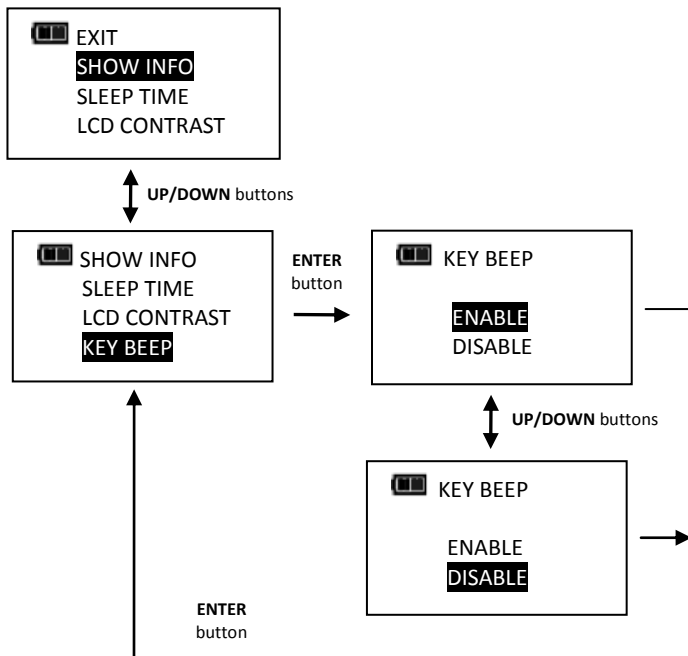 EXIT
SHOW INFO
SLEEP TIME
LCD CONTRAST
UP/DOWN buttons
SHOW INFO
SLEEP TIME
LCD CONTRAST
KEY BEEP
ENTER
button
KEY BEEP
ENABLE
DISABLE
UP/DOWN buttons
KEY BEEP
ENABLE
DISABLE
ENTER
button